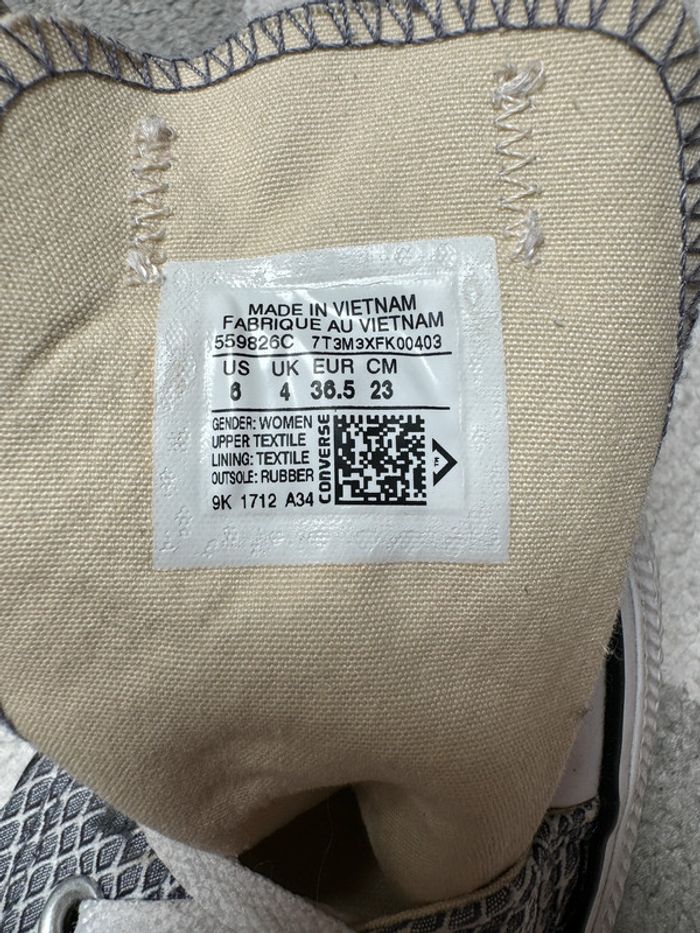 MADE IN VIETNAM
FABRIQUE AU VIETNAM
559826C 7T3M3XFK00403
US UK EUR CM
6 4 36.5 23
GENDER: WOMEN
UPPER TEXTILE
LINING: TEXTILE
OUTSOLE: RUBBER
9K 1712 A34
CONVERSE